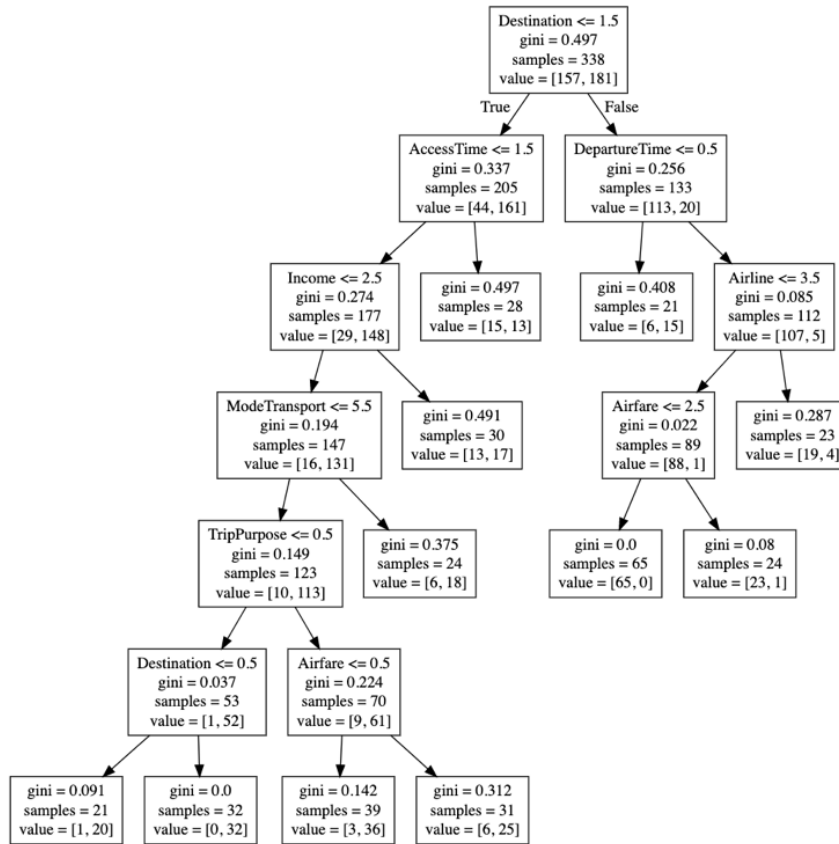 Destination <= 1.5
gini = 0.497
samples = 338
value = [157, 181]
True
False
AccessTime <= 1.5
gini = 0.337
samples = 205
value = [44, 161]
DepartureTime <= 0.5
gini = 0.256
samples = 133
value = [113, 20]
Income <= 2.5
gini = 0.274
samples = 177
value = [29, 148]
gini = 0.497
samples = 28
value = [15, 13]
gini = 0.408
samples = 21
value = [6, 15]
Airline <= 3.5
gini = 0.085
samples = 112
value = [107, 5]
ModeTransport <= 5.5
gini = 0.194
samples = 147
value = [16, 131]
gini = 0.491
samples = 30
value = [13, 17]
Airfare <= 2.5
gini = 0.022
samples = 89
value = [88, 1]
gini = 0.287
samples = 23
value = [19, 4]
TripPurpose <= 0.5
gini = 0.149
samples = 123
value = [10, 113]
gini = 0.375
samples = 24
value = [6, 18]
gini = 0.0
samples = 65
value = [65, 0]
gini = 0.08
samples = 24
value = [23, 1]
Destination <= 0.5
gini = 0.037
samples = 53
value = [1, 52]
Airfare <= 0.5
gini = 0.224
samples = 70
value = [9, 61]
gini = 0.091
samples = 21
value = [1, 20]
gini = 0.0
samples = 32
value = [0, 32]
gini = 0.142
samples = 39
value = [3, 36]
gini = 0.312
samples = 31
value = [6, 25]